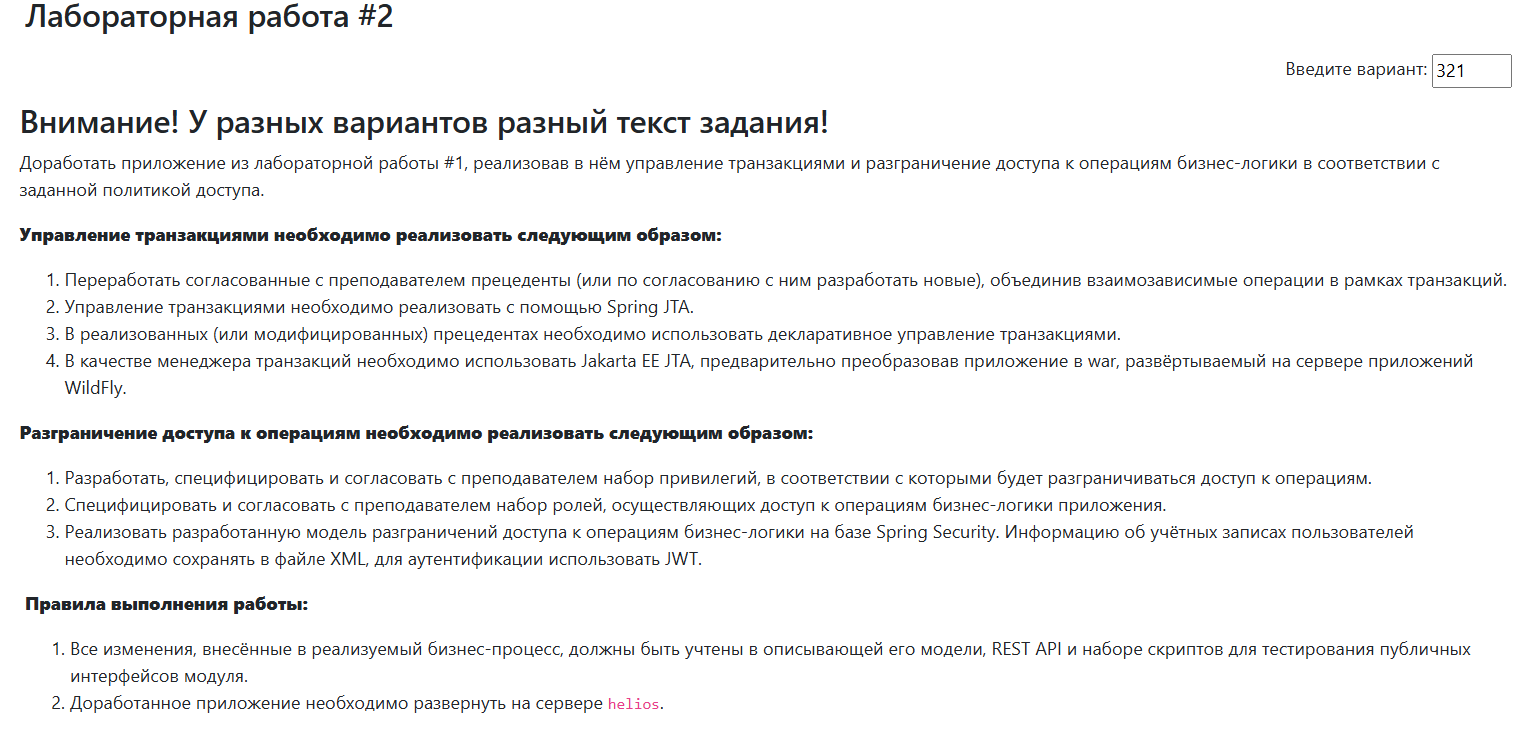 Лабораторная работа #2
Введите вариант: 321
Внимание! У разных вариантов разный текст задания!
Доработать приложение из лабораторной работы #1, реализовав в нём управление транзакциями и разграничение доступа к операциям бизнес-логики в соответствии с
заданной политикой доступа.
Управление транзакциями необходимо реализовать следующим образом:
1. Переработать согласованные с преподавателем прецеденты (или по согласованию с ним разработать новые), объединив взаимозависимые операции в рамках транзакций.
2. Управление транзакциями необходимо реализовать с помощью Spring JTA.
3. В реализованных (или модифицированных) прецедентах необходимо использовать декларативное управление транзакциями.
4. В качестве менеджера транзакций необходимо использовать Jakarta EE JTA, предварительно преобразовав приложение в war, развёртываемый на сервере приложений
WildFly.
Разграничение доступа к операциям необходимо реализовать следующим образом:
1. Разработать, специфицировать и согласовать с преподавателем набор привилегий, в соответствии с которыми будет разграничиваться доступ к операциям.
2. Специфицировать и согласовать с преподавателем набор ролей, осуществляющих доступ к операциям бизнес-логики приложения.
3. Реализовать разработанную модель разграничений доступа к операциям бизнес-логики на базе Spring Security. Информацию об учётных записах пользователей
необходимо сохранять в файле XML, для аутентификации использовать JWT.
Правила выполнения работы:
1. Все изменения, внесённые в реализуемый бизнес-процесс, должны быть учтены в описывающей его модели, REST API и наборе скриптов для тестирования публичных
интерфейсов модуля.
2. Доработанное приложение необходимо развернуть на сервере helios.